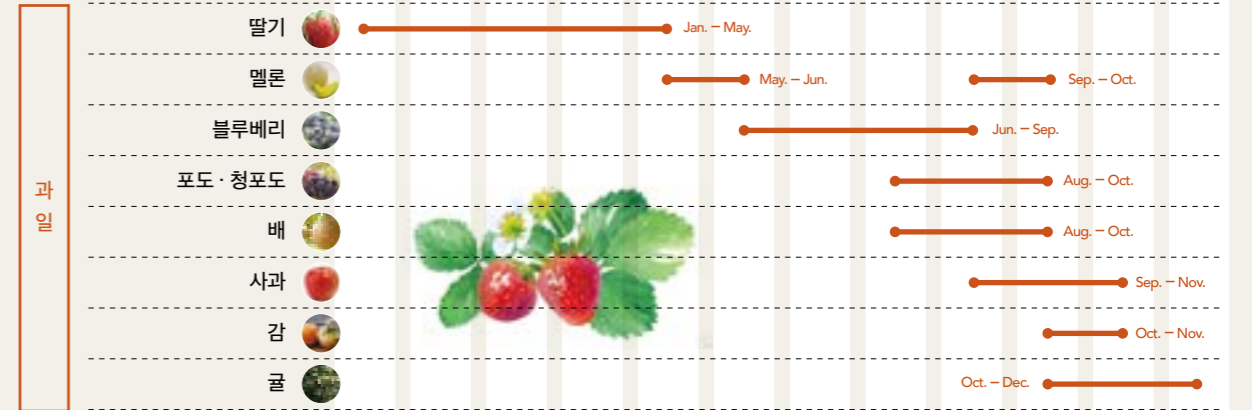 과
일
딸기 Jan. – May.
멜론 May. – Jun. Sep. – Oct.
블루베리 Jun. – Sep.
포도 · 청포도 Aug. – Oct.
배 Aug. – Oct.
사과 Sep. – Nov.
감 Oct. – Nov.
귤 Oct. – Dec.